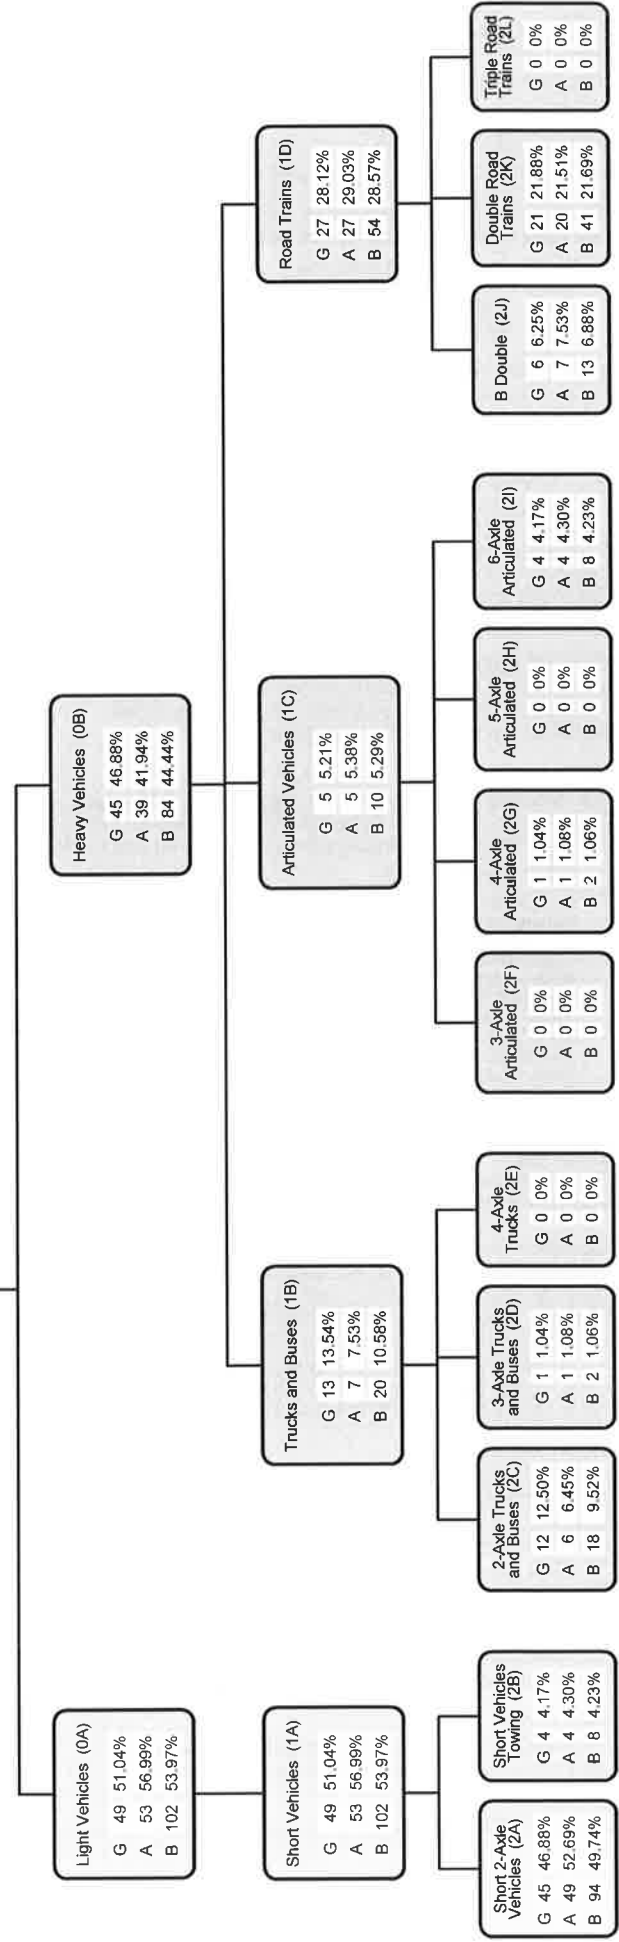 Light Vehicles (0A)
G 49 51.04%
A 53 56.99%
B 102 53.97%
Heavy Vehicles (0B)
G 45 46.88%
A 39 41.94%
B 84 44.44%
Short Vehicles (1A)
G 49 51.04%
A 53 56.99%
B 102 53.97%
Trucks and Buses (1B)
G 13 13.54%
A 7 7.53%
B 20 10.58%
Articulated Vehicles (1C)
G 5 5.21%
A 5 5.38%
B 10 5.29%
Road Trains (1D)
G 27 28.12%
A 27 29.03%
B 54 28.57%
Short 2-Axle
Vehicles (2A)
G 45 46.88%
A 49 52.69%
B 94 49.74%
Short Vehicles
Towing (2B)
G 4 4.17%
A 4 4.30%
B 8 4.23%
2-Axle Trucks
and Buses (2C)
G 12 12.50%
A 6 6.45%
B 18 9.52%
3-Axle Trucks
and Buses (2D)
G 1 1.04%
A 1 1.08%
B 2 1.06%
4-Axle
Trucks (2E)
G 0 0%
A 0 0%
B 0 0%
3-Axle
Articulated (2F)
G 0 0%
A 0 0%
B 0 0%
4-Axle
Articulated (2G)
G 1 1.04%
A 1 1.08%
B 2 1.06%
5-Axle
Articulated (2H)
G 0 0%
A 0 0%
B 0 0%
6-Axle
Articulated (2I)
G 4 4.17%
A 4 4.30%
B 8 4.23%
B Double (2J)
G 6 6.25%
A 7 7.53%
B 13 6.88%
Double Road
Trains (2K)
G 21 21.88%
A 20 21.51%
B 41 21.69%
Triple Road
Trains (2L)
G 0 0%
A 0 0%
B 0 0%